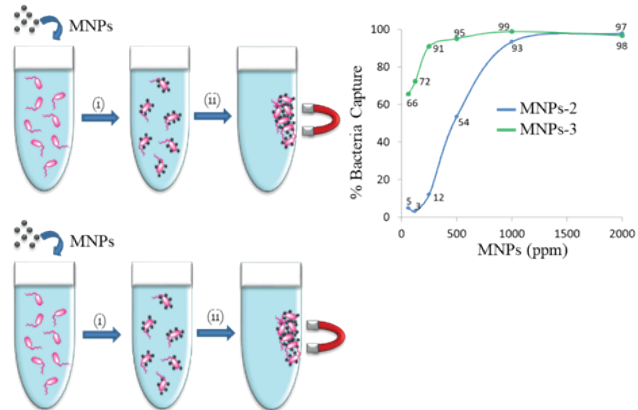 MNPs
(i)
(ii)
MNPs
(i)
(ii)
% Bacteria Capture
100
80
60
40
20
0
0
500
1000
1500
2000
MNPs (ppm)
66
72
91
95
99
97
98
93
54
12
5
3
MNPs-2
MNPs-3